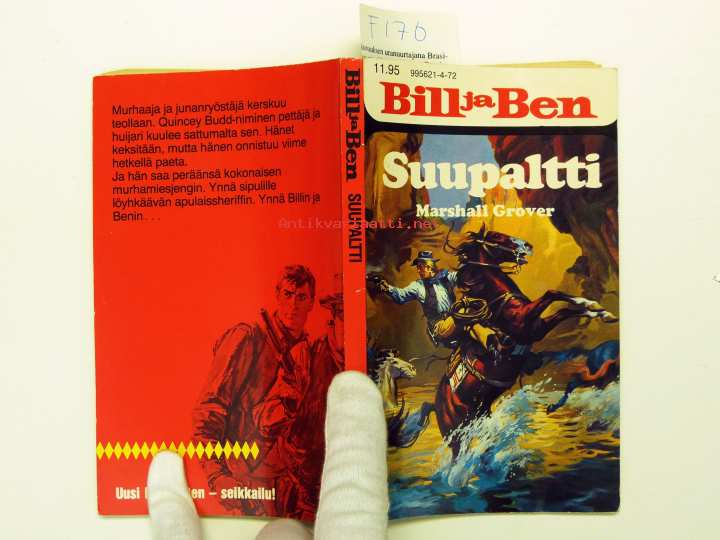 F176
11.95 995621-4-72
Bill ja Ben
Suupaltti
Marshall Grover
Bill ja Ben SUUPALTTI
Murhaaja ja junanryöstäjä kerskuu
teollaan. Quincey Budd-niminen pettäjä ja
huijari kuulee sattumalta sen. Hänet
keksitään, mutta hänen onnistuu viime
hetkellä paeta.
Ja hän saa peräänsä kokonaisen
murhamiesjengin. Ynnä sipulille
löyhkäävän apulaissheriffin. Ynnä Billin ja
Benin...
Antikvariaatti.net
Uusi – seikkailu!